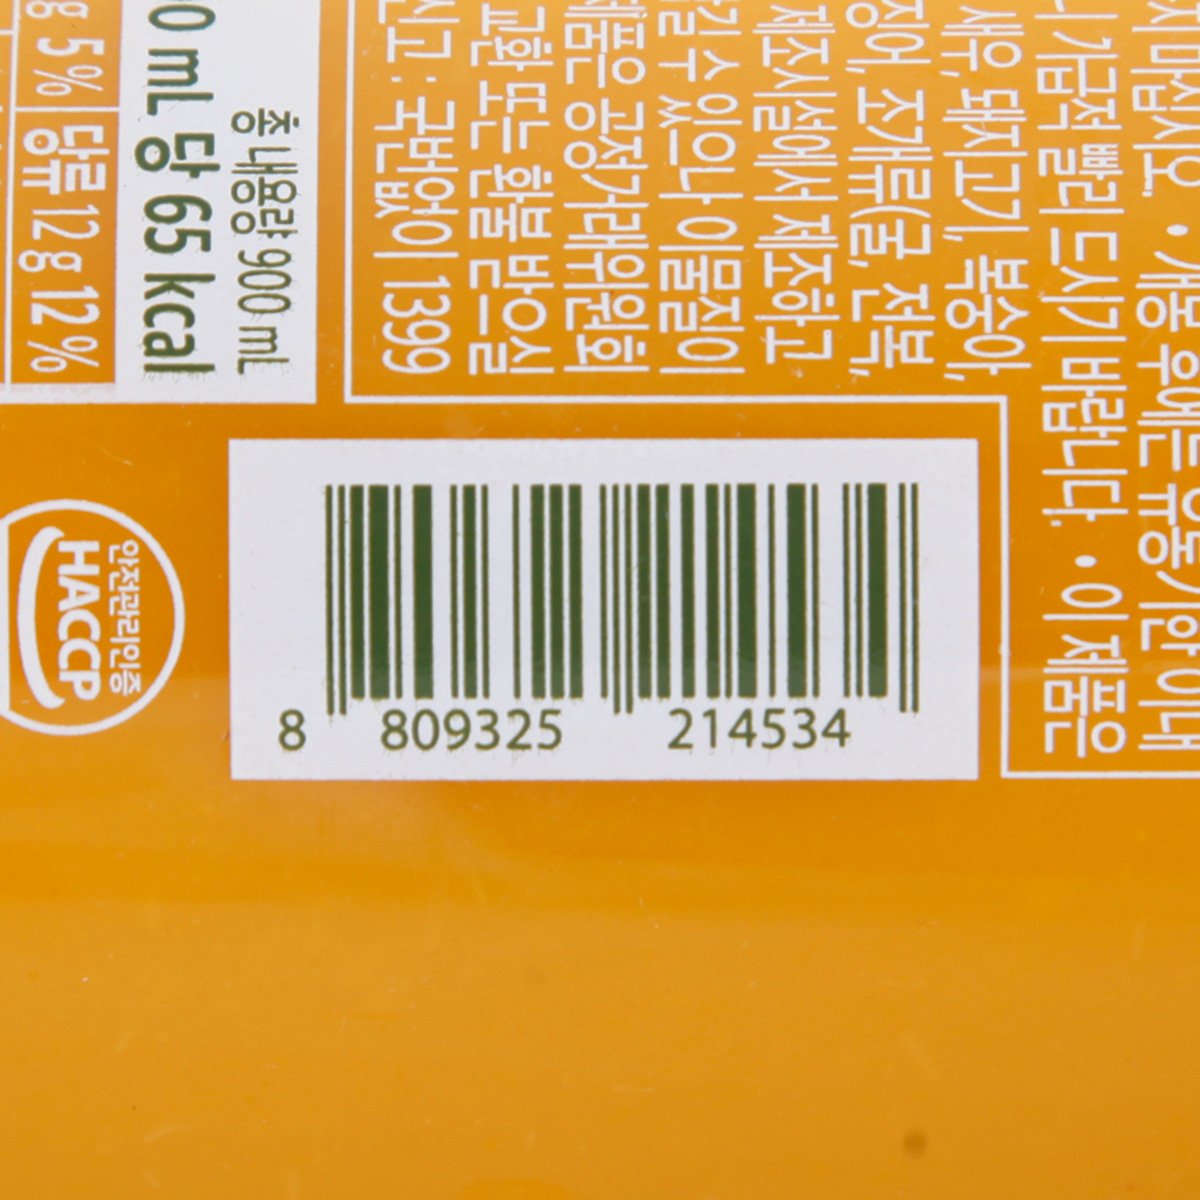 지 마십시오. • 개봉 후에는 유통기한 이내
가급적 빨리 드시기 바랍니다. • 이 제품은
새우, 돼지고기, 복숭아,
징어, 조개류(굴, 전복,
제조시설에서 제조하고
길 수 있으나 이물질이
제품은 공정거래위원회
교환 또는 환불 받으실
신고 : 국번없이 1399
총 내용량 900 mL
mL 당 65 kcal
g 5 % 당류 12 g 12 %
안전관리인증
HACCP
8 809325 214534